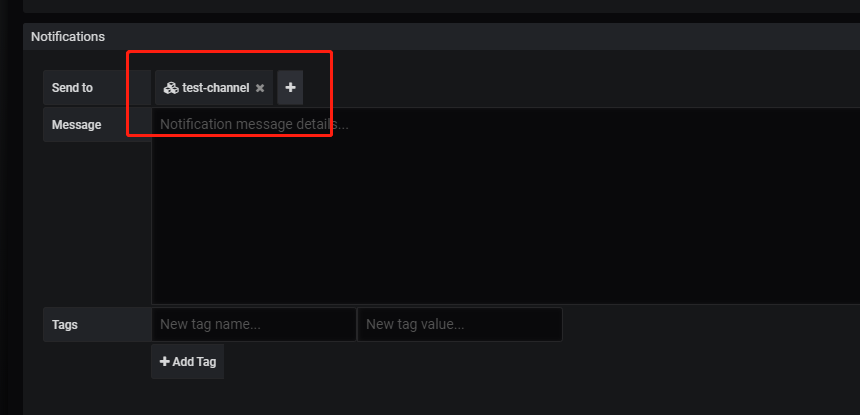 Notifications
Send to test-channel
Message Notification message details...
Tags New tag name... New tag value...
Add Tag